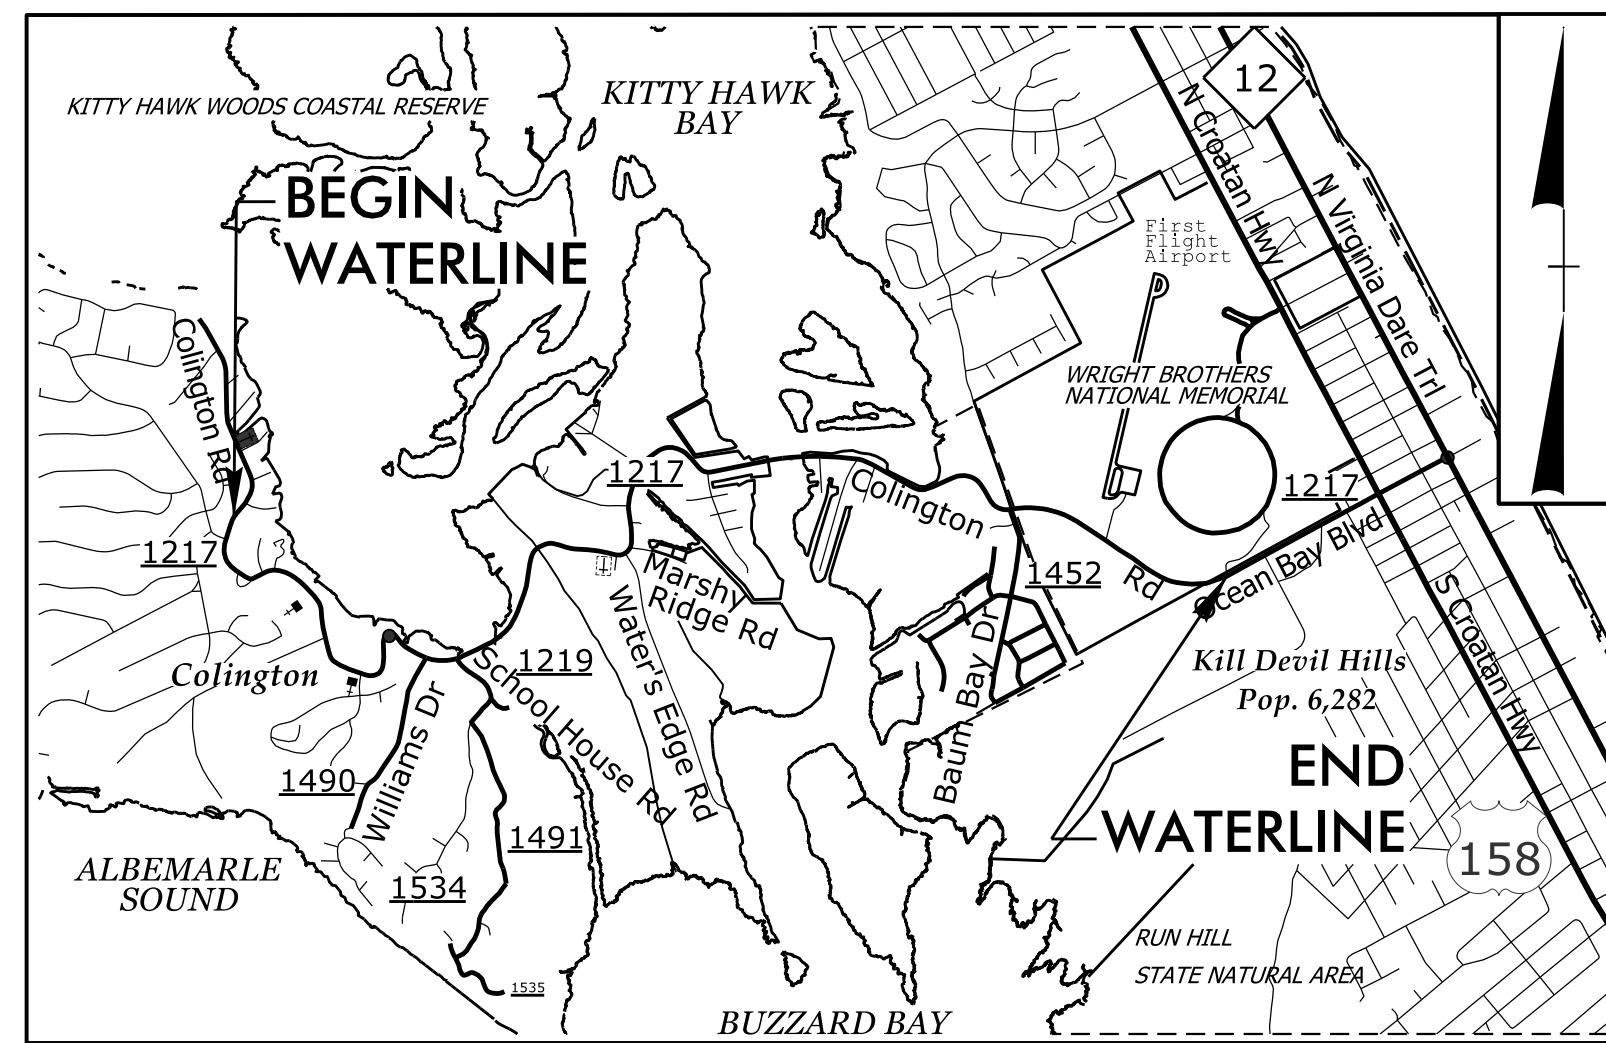 12
KITTY HAWK WOODS COASTAL RESERVE
KITTY HAWK
BAY
N Croatan Hwy
BEGIN
WATERLINE
N Virginia Dare Trl
First
Flight
Airport
Colington Rd
WRIGHT BROTHERS
NATIONAL MEMORIAL
1217
1217
Colington
Rd
1217
Ocean Bay Blvd
1452
Marshy
Ridge Rd
Water's Edge Rd
S Croatan Hwy
Colington
1219
School House Rd
Baum Bay Dr
Kill Devil Hills
Pop. 6,282
Williams Dr
1490
END
WATERLINE
1491
158
ALBEMARLE
SOUND
1534
RUN HILL
STATE NATURAL AREA
1535
BUZZARD BAY